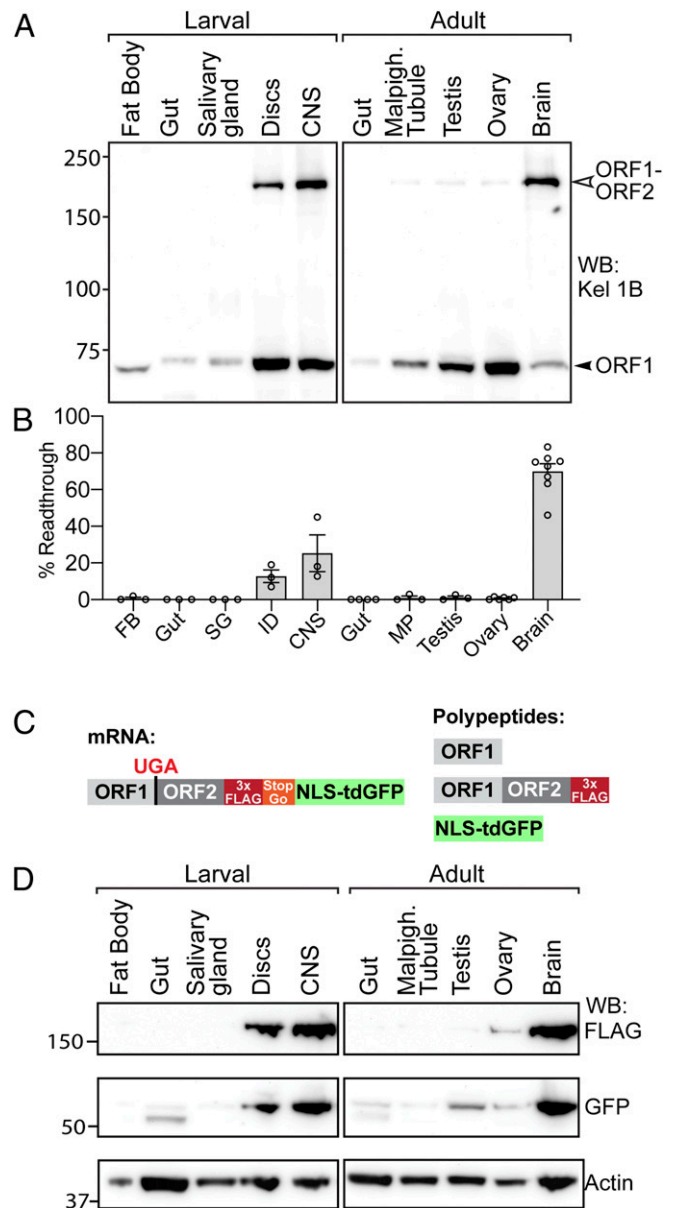 A
Larval
Adult
Fat Body
Gut
Salivary
gland
Discs
CNS
Gut
Malpigh.
Tubule
Testis
Ovary
Brain
250
150
100
75
ORF1-
ORF2
WB:
Kel 1B
ORF1
B
% Readthrough
100
80
60
40
20
0
FB
Gut
SG
ID
CNS
Gut
MP
Testis
Ovary
Brain
C
mRNA:
UGA
ORF1 ORF2 3x FLAG Stop Go NLS-tdGFP
Polypeptides:
ORF1
ORF1 ORF2 3x FLAG
NLS-tdGFP
D
Larval
Adult
Fat Body
Gut
Salivary
gland
Discs
CNS
Gut
Malpigh.
Tubule
Testis
Ovary
Brain
WB:
FLAG
150
GFP
50
Actin
37